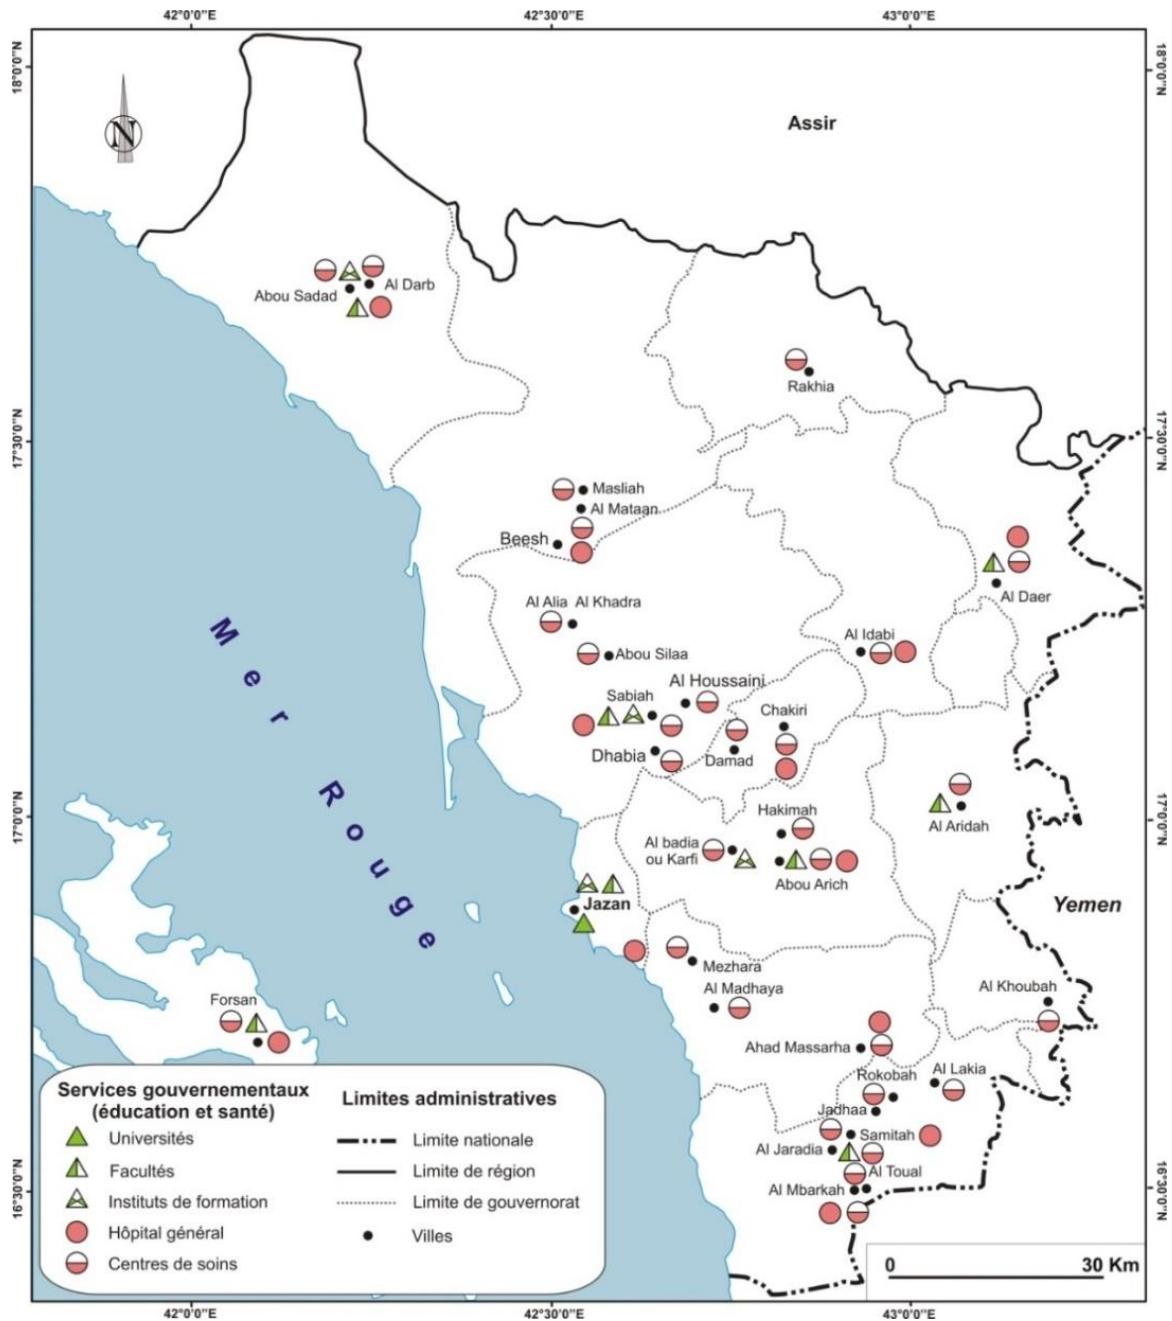 42°0'0"E
42°30'0"E
43°0'0"E
18°0'0"N
18°0'0"N
N
Assir
Al Darb
Abou Sadad
Rakhia
17°30'0"N
17°30'0"N
Masliah
Al Mataan
Beesh
Al Daer
Al Alia
Al Khadra
Al Idabi
Abou Silaa
Mer Rouge
Al Houssaini
Sabiah
Chakiri
Dhabia
Damad
17°0'0"N
17°0'0"N
Hakimah
Al Aridah
Al badia
ou Karfi
Abou Arich
Jazan
Yemen
Mezhara
Al Madhaya
Al Khoubah
Forsan
Ahad Massarha
Rokobah
Al Lakia
Jadhaa
Samitah
Al Jaradia
Al Toual
Al Mbarkah
16°30'0"N
16°30'0"N
Services gouvernementaux
(éducation et santé)
Universités
Facultés
Instituts de formation
Hôpital général
Centres de soins
Limites administratives
Limite nationale
Limite de région
Limite de gouvernorat
Villes
0 30 Km
42°0'0"E
42°30'0"E
43°0'0"E